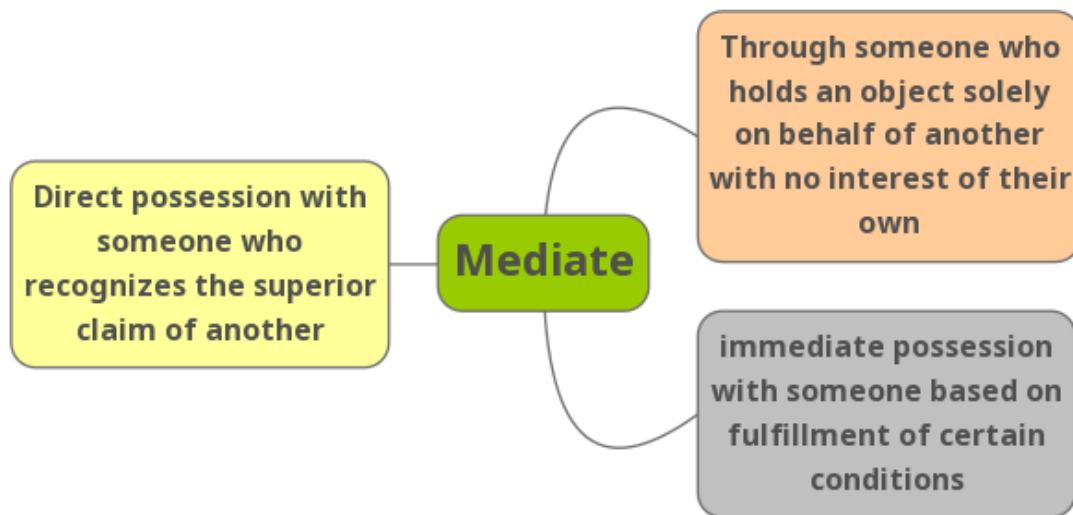 Direct possession with
someone who
recognizes the superior
claim of another
Mediate
Through someone who
holds an object solely
on behalf of another
with no interest of their
own
immediate possession
with someone based on
fulfillment of certain
conditions